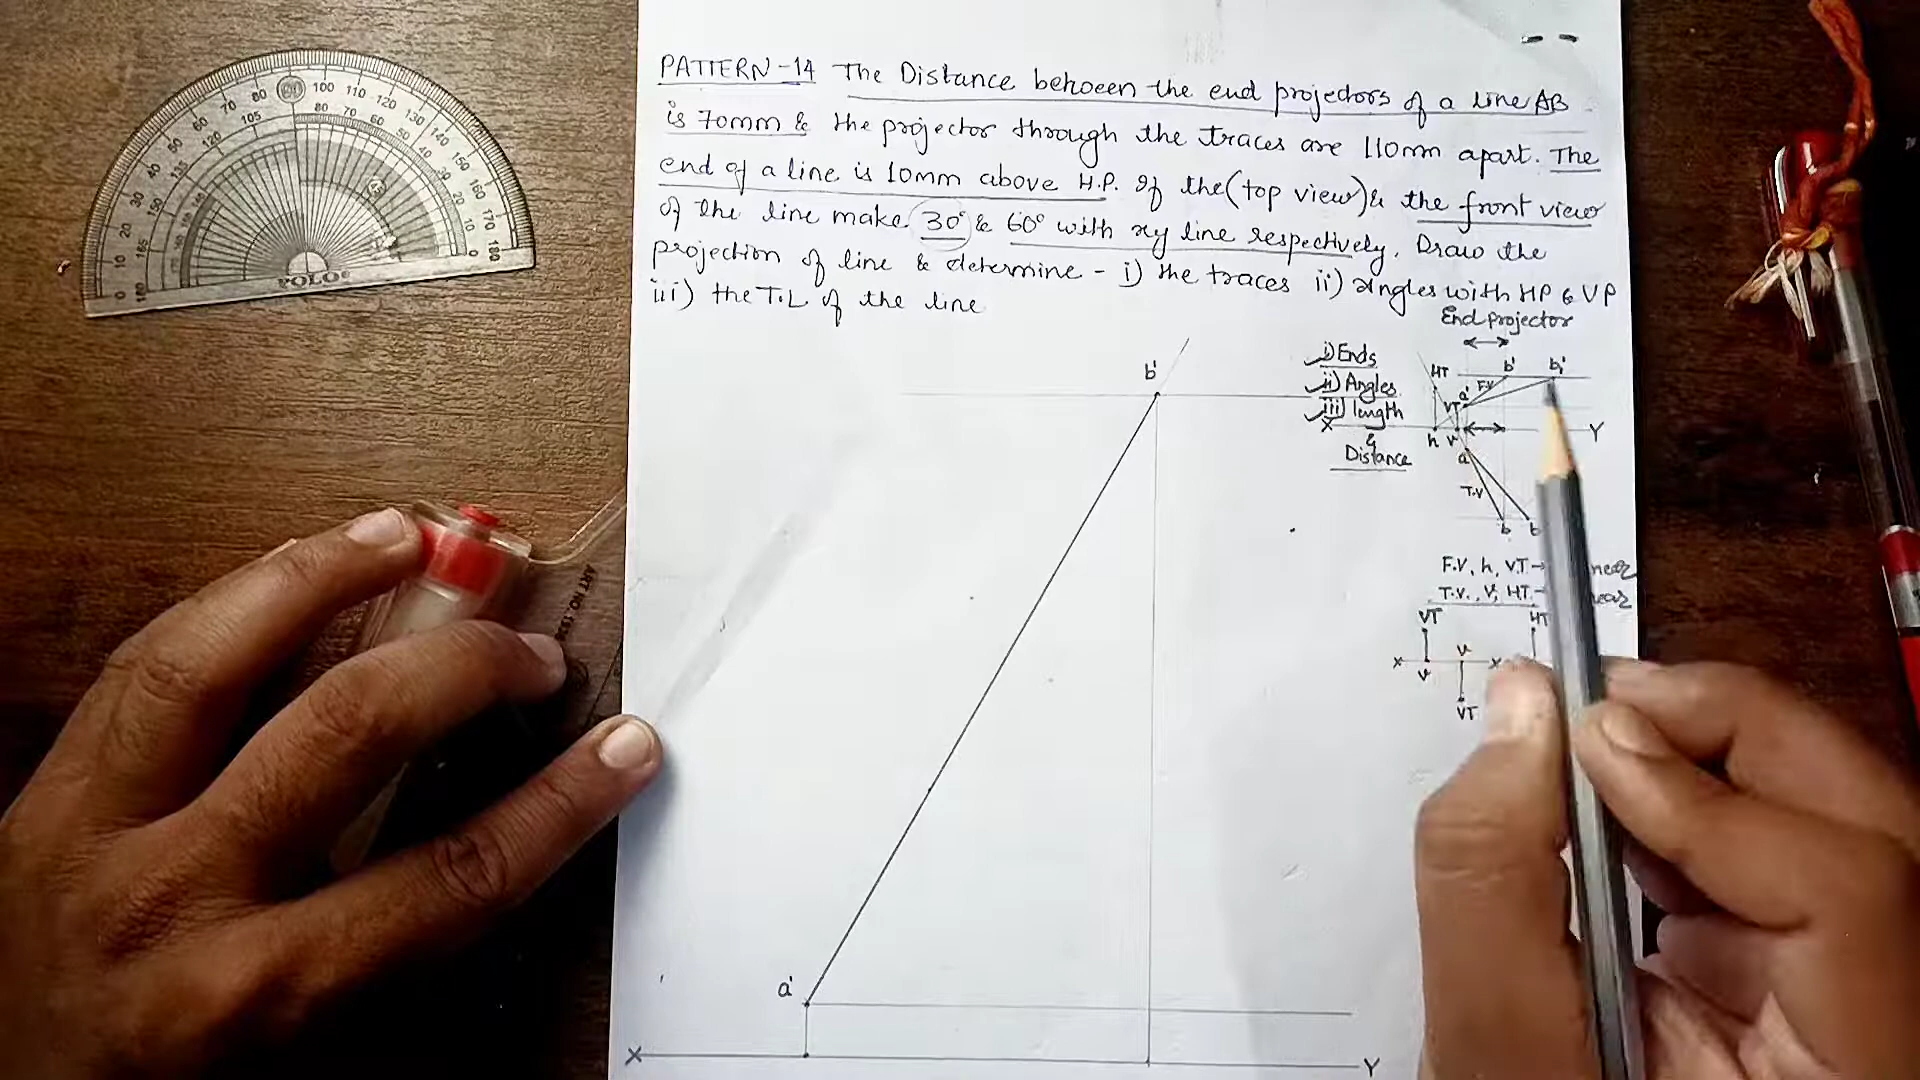 PATTERN-14 The Distance between the end projectors of a line AB
is 70mm & the projector through the traces are 110mm apart. The
end of a line is 10mm above H.P. If the (top view) & the front view
of the line make 30° & 60° with xy line respectively. Draw the
projection of line & determine - i) the traces ii) Angles with HP & VP
iii) the T.L of the line
End projector
i) Ends
ii) Angles
iii) length
&
Distance
HT
b'
b1'
F.V
a'
VT
X
Y
h
v
a
T.V
b
F.V, h, VT→
T.V., V, HT-
VT
HT
v
x
v
x
VT
b'
a'
X
Y
POLO
ART NO.